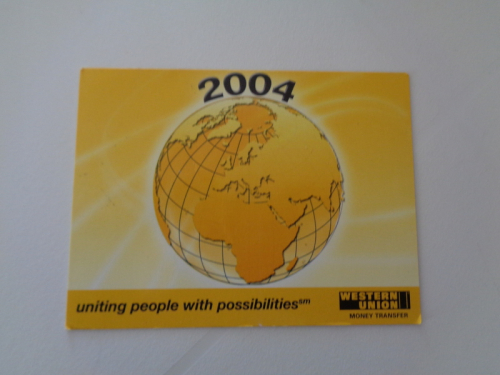 2004
uniting people with possibilities℠
WESTERN
UNION
MONEY TRANSFER